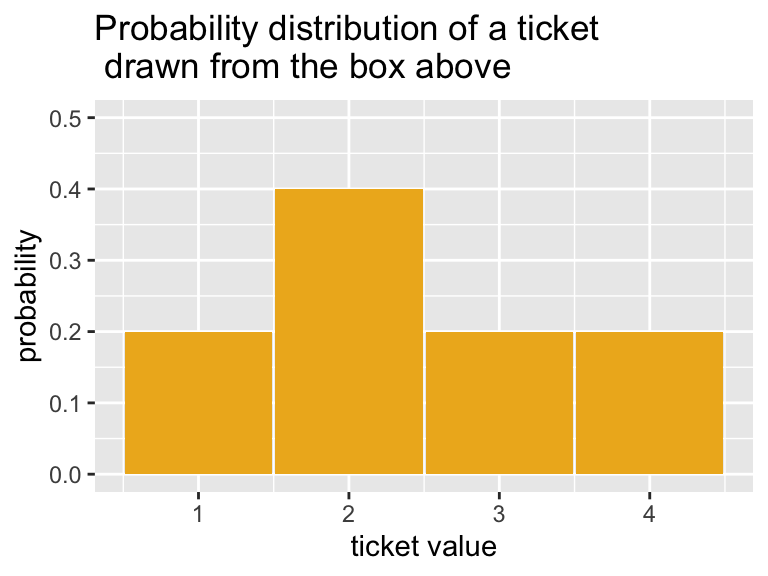 Probability distribution of a ticket
drawn from the box above
0.5
0.4
0.3
0.2
0.1
0.0
probability
1 2 3 4
ticket value